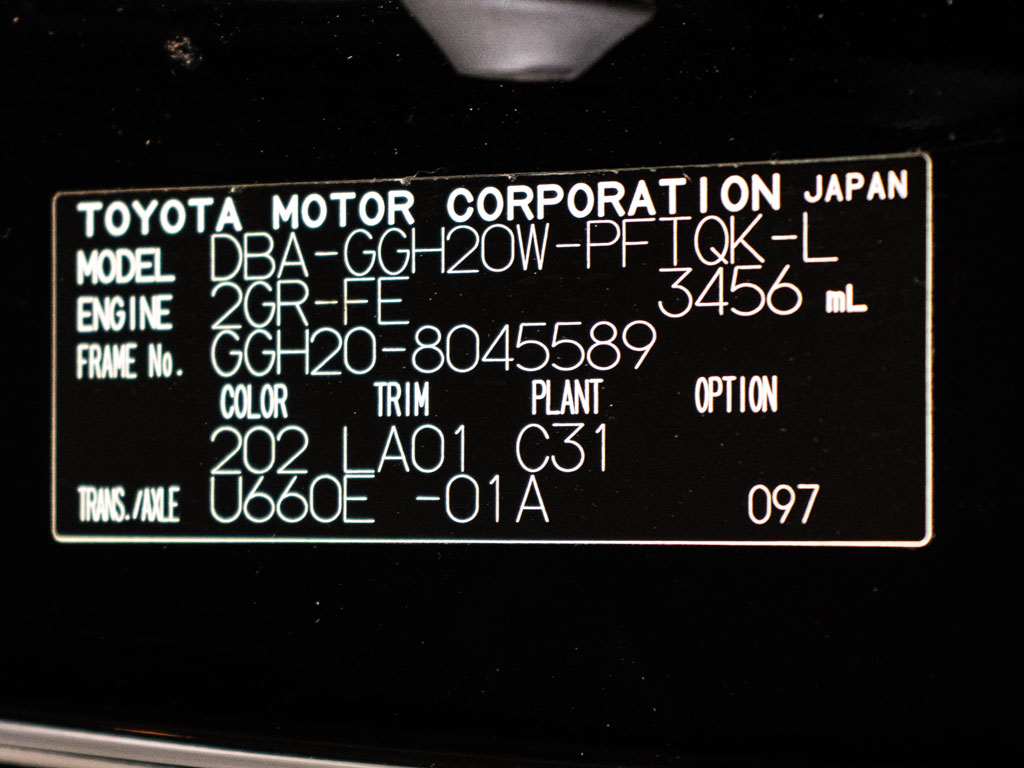 TOYOTA MOTOR CORPORATION JAPAN
MODEL DBA-GGH20W-PFTQK-L
ENGINE 2GR-FE 3456 mL
FRAME No. GGH20-8045589
COLOR TRIM PLANT OPTION
202 LA01 C31
TRANS./AXLE U660E -01A 097